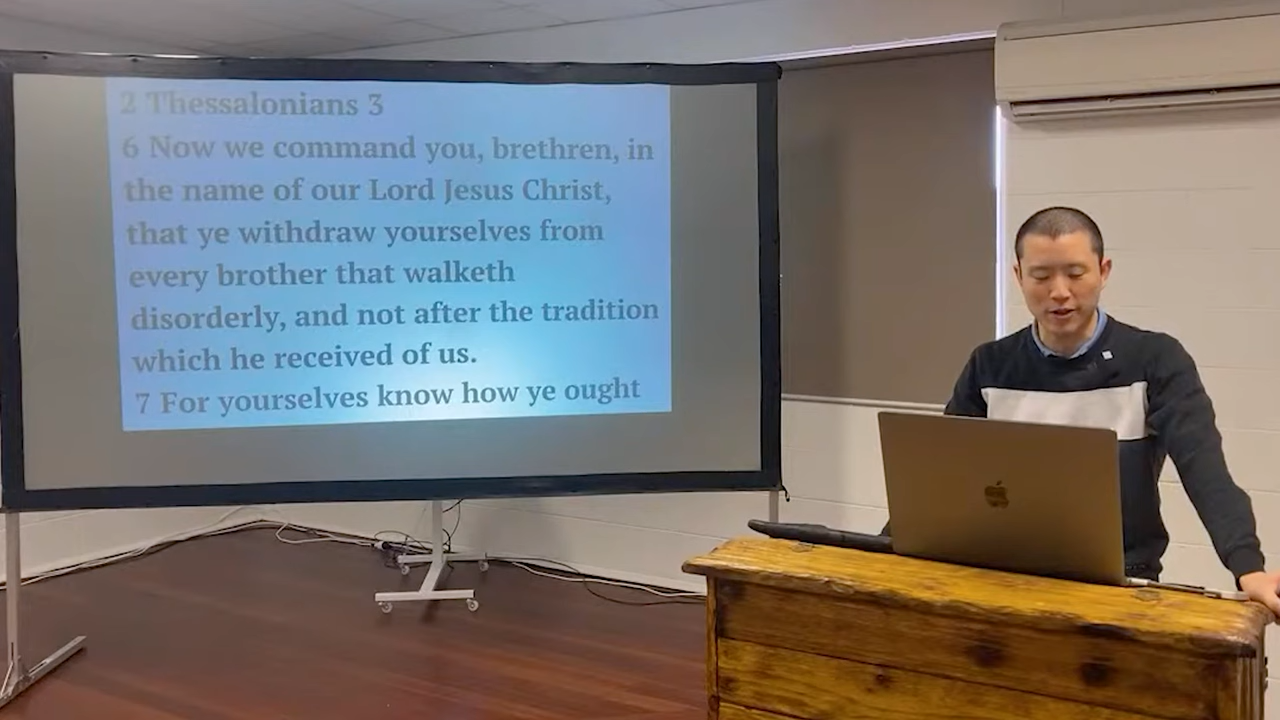 2 Thessalonians 3
6 Now we command you, brethren, in
the name of our Lord Jesus Christ,
that ye withdraw yourselves from
every brother that walketh
disorderly, and not after the tradition
which he received of us.
7 For yourselves know how ye ought